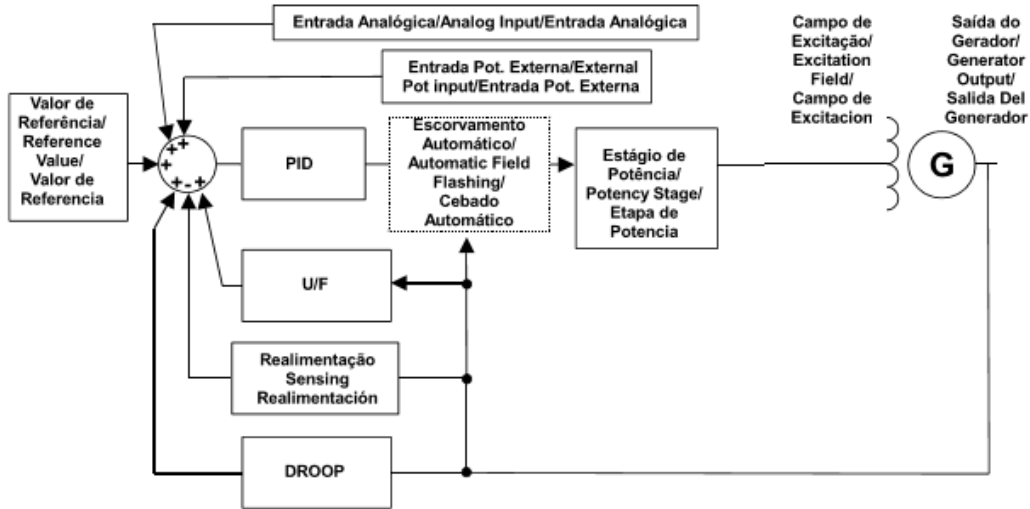 Entrada Analógica/Analog Input/Entrada Analógica
Entrada Pot. Externa/External
Pot input/Entrada Pot. Externa
Valor de
Referência/
Reference
Value/
Valor de
Referencia
+
+
+
+
-
+
PID
Escorvamento
Automático/
Automatic Field
Flashing/
Cebado
Automático
Estágio de
Potência/
Potency Stage/
Etapa de
Potencia
Campo de
Excitação/
Excitation
Field/
Campo de
Excitacion
Saída do
Gerador/
Generator
Output/
Salida Del
Generador
G
U/F
Realimentação
Sensing
Realimentación
DROOP